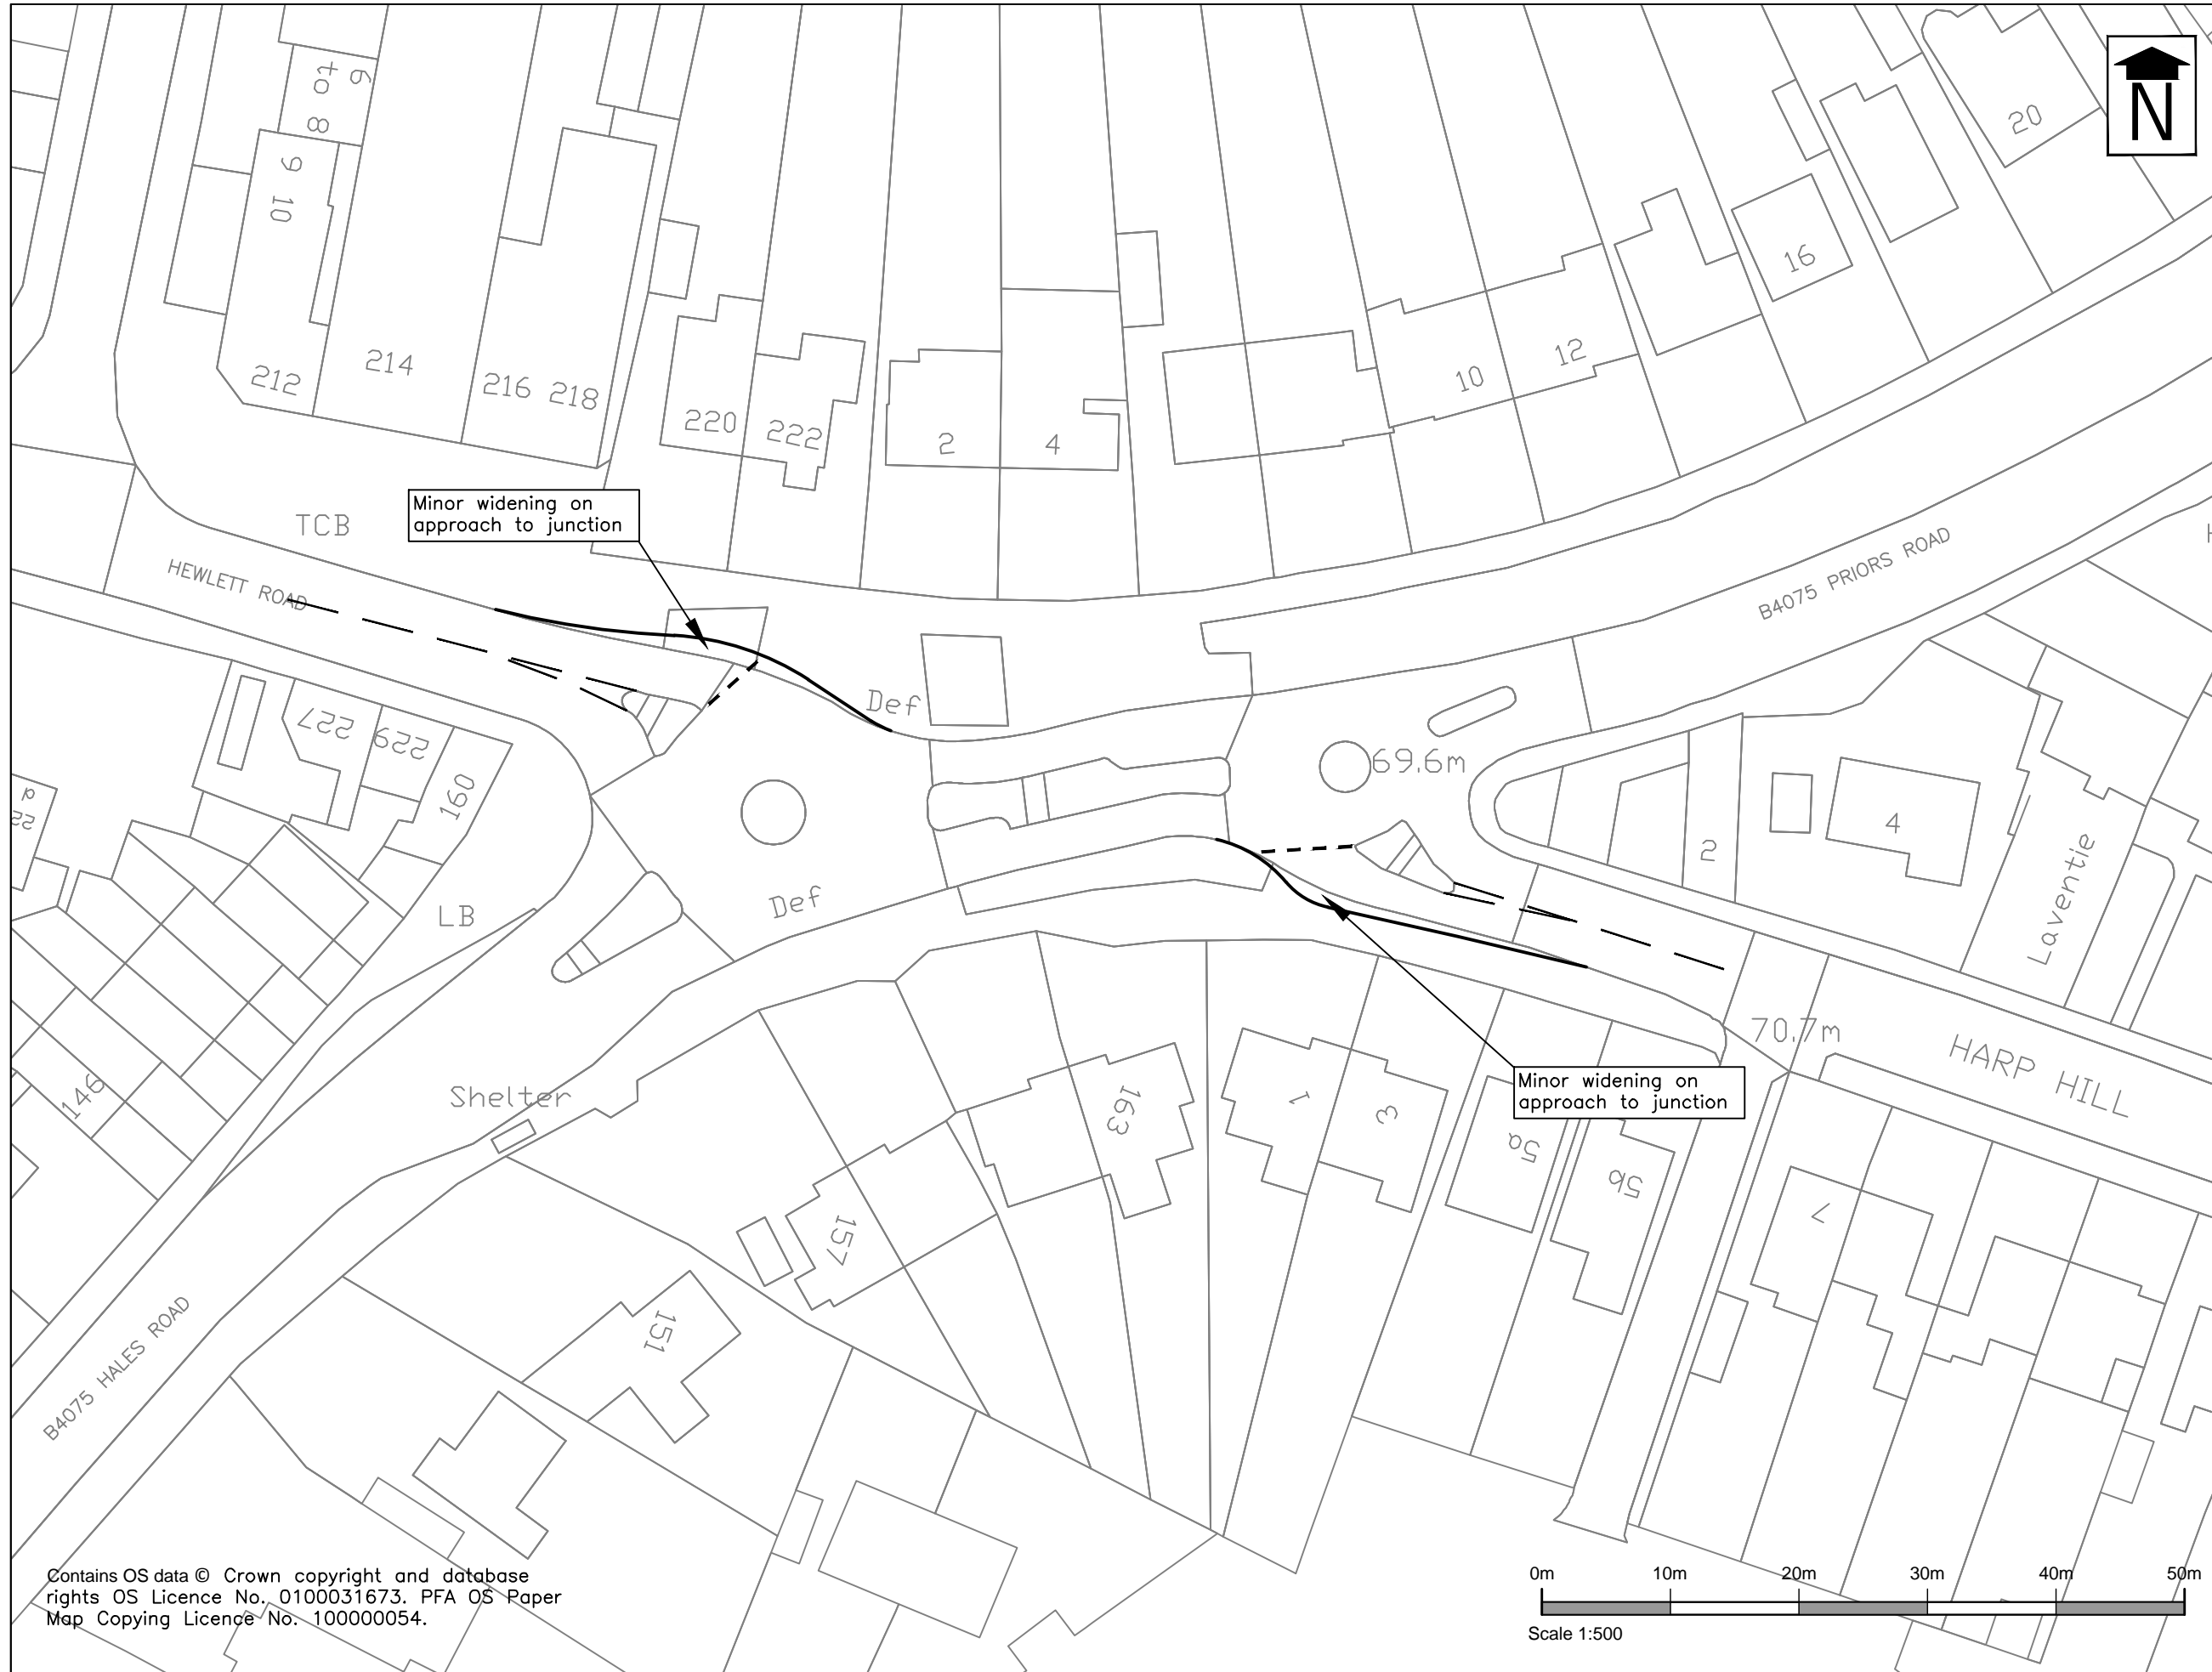 N
20
16
12
10
6
10
8
9
10
212
214
216 218
220
222
2
4
Minor widening on
approach to junction
TCB
HEWLETT ROAD
B4075 PRIORS ROAD
Def
69.6m
227
229
160
LB
Def
2
4
Laventie
146
Shelter
70.7m
HARP HILL
Minor widening on
approach to junction
163
1
3
5a
5b
7
157
151
B4075 HALES ROAD
Contains OS data © Crown copyright and database
rights OS Licence No. 0100031673. PFA OS Paper
Map Copying Licence No. 100000054.
0m 10m 20m 30m 40m 50m
Scale 1:500